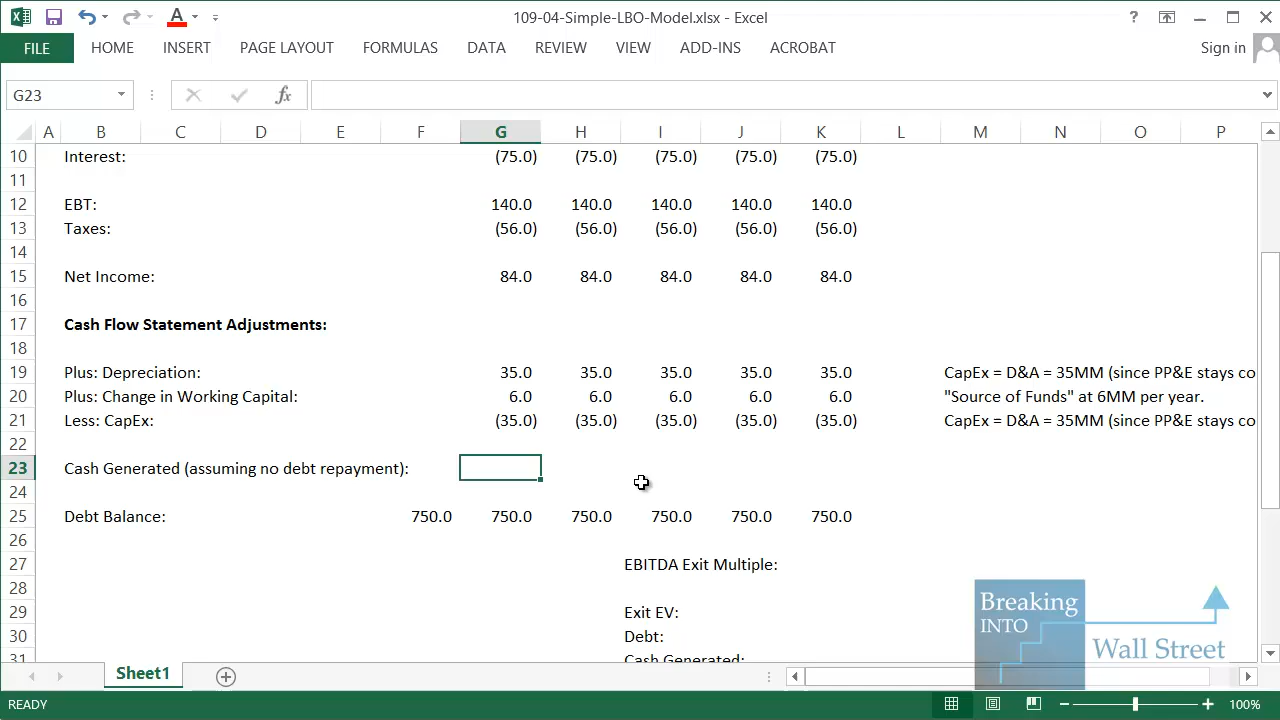 109-04-Simple-LBO-Model.xlsx - Excel
FILE HOME INSERT PAGE LAYOUT FORMULAS DATA REVIEW VIEW ADD-INS ACROBAT Sign in
G23 fx
A B C D E F G H I J K L M N O P
10 Interest: (75.0) (75.0) (75.0) (75.0) (75.0)
11
12 EBT: 140.0 140.0 140.0 140.0 140.0
13 Taxes: (56.0) (56.0) (56.0) (56.0) (56.0)
14
15 Net Income: 84.0 84.0 84.0 84.0 84.0
16
17 Cash Flow Statement Adjustments:
18
19 Plus: Depreciation: 35.0 35.0 35.0 35.0 35.0 CapEx = D&A = 35MM (since PP&E stays co
20 Plus: Change in Working Capital: 6.0 6.0 6.0 6.0 6.0 "Source of Funds" at 6MM per year.
21 Less: CapEx: (35.0) (35.0) (35.0) (35.0) (35.0) CapEx = D&A = 35MM (since PP&E stays co
22
23 Cash Generated (assuming no debt repayment):
24
25 Debt Balance: 750.0 750.0 750.0 750.0 750.0 750.0
26
27 EBITDA Exit Multiple:
28
29 Exit EV:
30 Debt:
31 Cash Generated:
Breaking
INTO
Wall Street
Sheet1
READY 100%